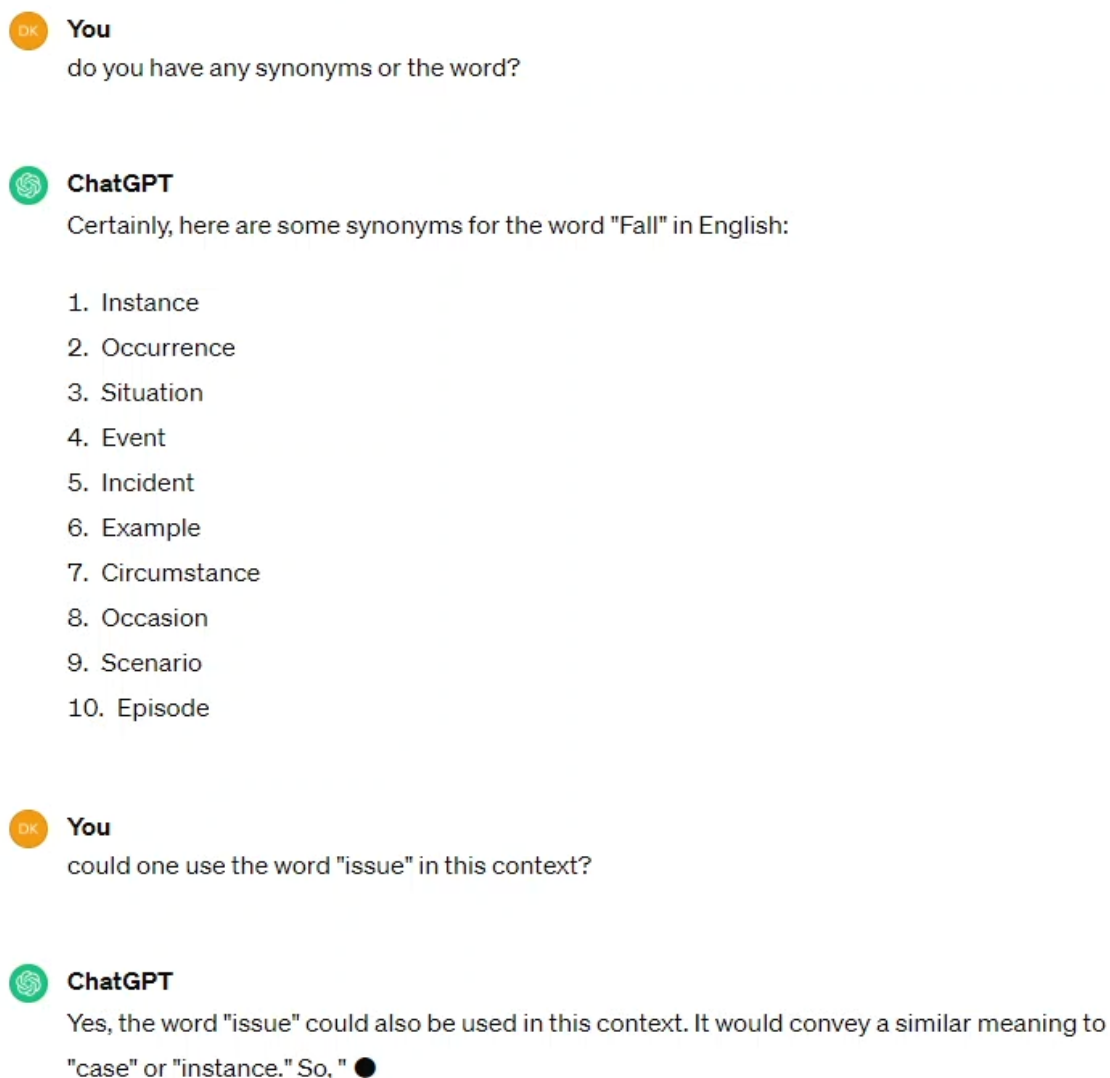 DK You
do you have any synonyms or the word?
ChatGPT
Certainly, here are some synonyms for the word "Fall" in English:
1. Instance
2. Occurrence
3. Situation
4. Event
5. Incident
6. Example
7. Circumstance
8. Occasion
9. Scenario
10. Episode
DK You
could one use the word "issue" in this context?
ChatGPT
Yes, the word "issue" could also be used in this context. It would convey a similar meaning to
"case" or "instance." So, "